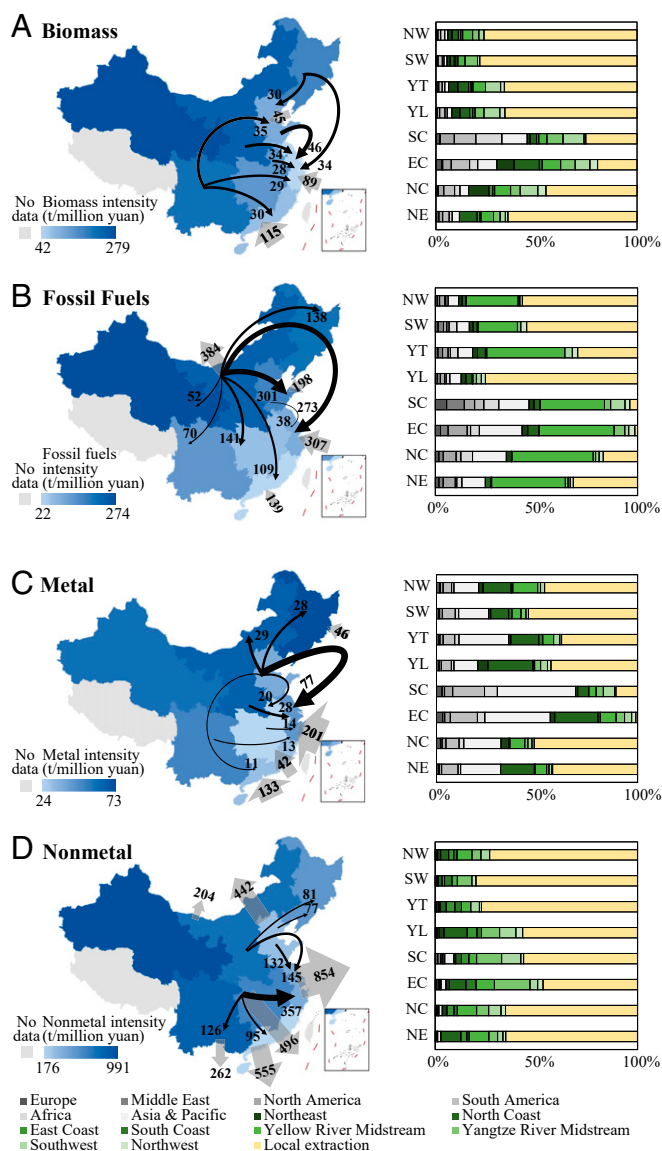 A Biomass
30
45
35
46
34
34
28
29
89
30
115
No Biomass intensity
data (t/million yuan)
42
279
NW
SW
YT
YL
SC
EC
NC
NE
0% 50% 100%
B Fossil Fuels
138
384
198
52
301
273
38
70
141
307
109
139
No Fossil fuels
data intensity
(t/million yuan)
22
274
NW
SW
YT
YL
SC
EC
NC
NE
0% 50% 100%
C Metal
28
29
46
77
20
28
14
201
13
11
42
133
No Metal intensity
data (t/million yuan)
24 73
NW
SW
YT
YL
SC
EC
NC
NE
0% 50% 100%
D Nonmetal
204
442
81
77
132
145
854
357
126
95
496
262
555
No Nonmetal intensity
data (t/million yuan)
176 991
NW
SW
YT
YL
SC
EC
NC
NE
0% 50% 100%
Europe Middle East North America South America
Africa Asia & Pacific Northeast North Coast
East Coast South Coast Yellow River Midstream Yangtze River Midstream
Southwest Northwest Local extraction